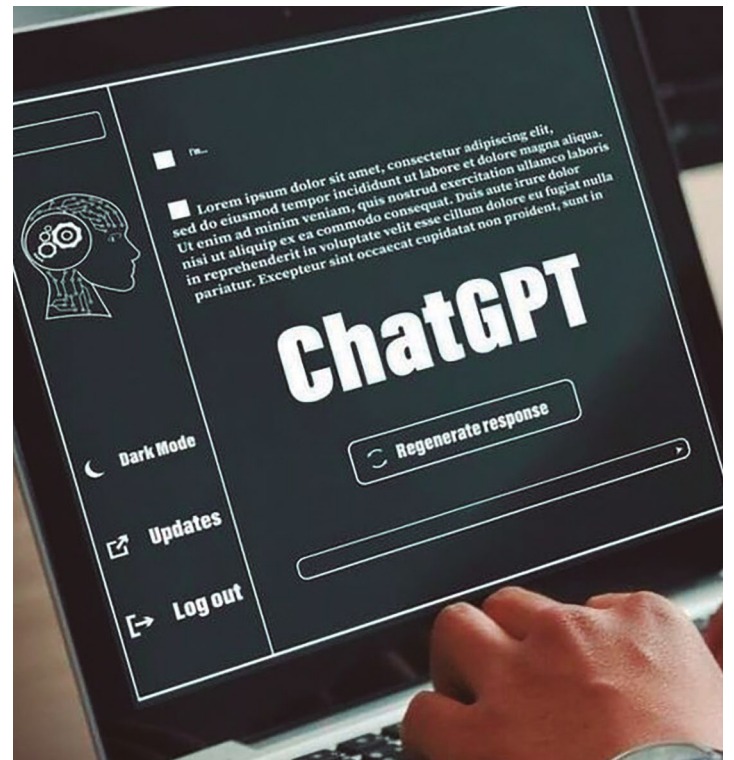 I'm...
Lorem ipsum dolor sit amet, consectetur adipiscing elit,
sed do eiusmod tempor incididunt ut labore et dolore magna aliqua.
Ut enim ad minim veniam, quis nostrud exercitation ullamco laboris
nisi ut aliquip ex ea commodo consequat. Duis aute irure dolor
in reprehenderit in voluptate velit esse cillum dolore eu fugiat nulla
pariatur. Excepteur sint occaecat cupidatat non proident, sunt in
ChatGPT
Regenerate response
Dark Mode
Updates
Log out